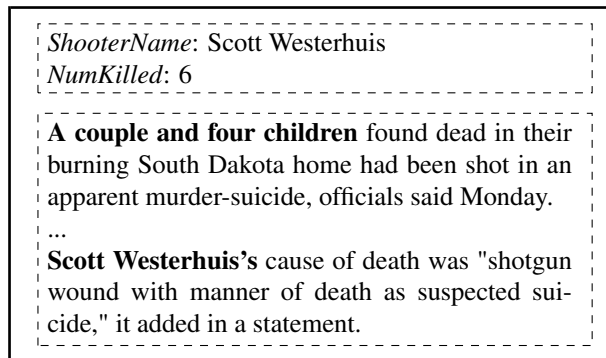 ShooterName: Scott Westerhuis
NumKilled: 6
A couple and four children found dead in their
burning South Dakota home had been shot in an
apparent murder-suicide, officials said Monday.
...
Scott Westerhuis's cause of death was "shotgun
wound with manner of death as suspected sui-
cide," it added in a statement.